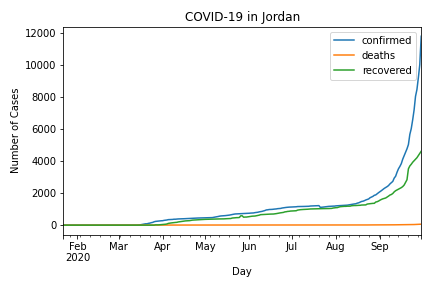 COVID-19 in Jordan
confirmed
deaths
recovered
Number of Cases
12000
10000
8000
6000
4000
2000
0
Feb Mar Apr May Jun Jul Aug Sep
2020
Day